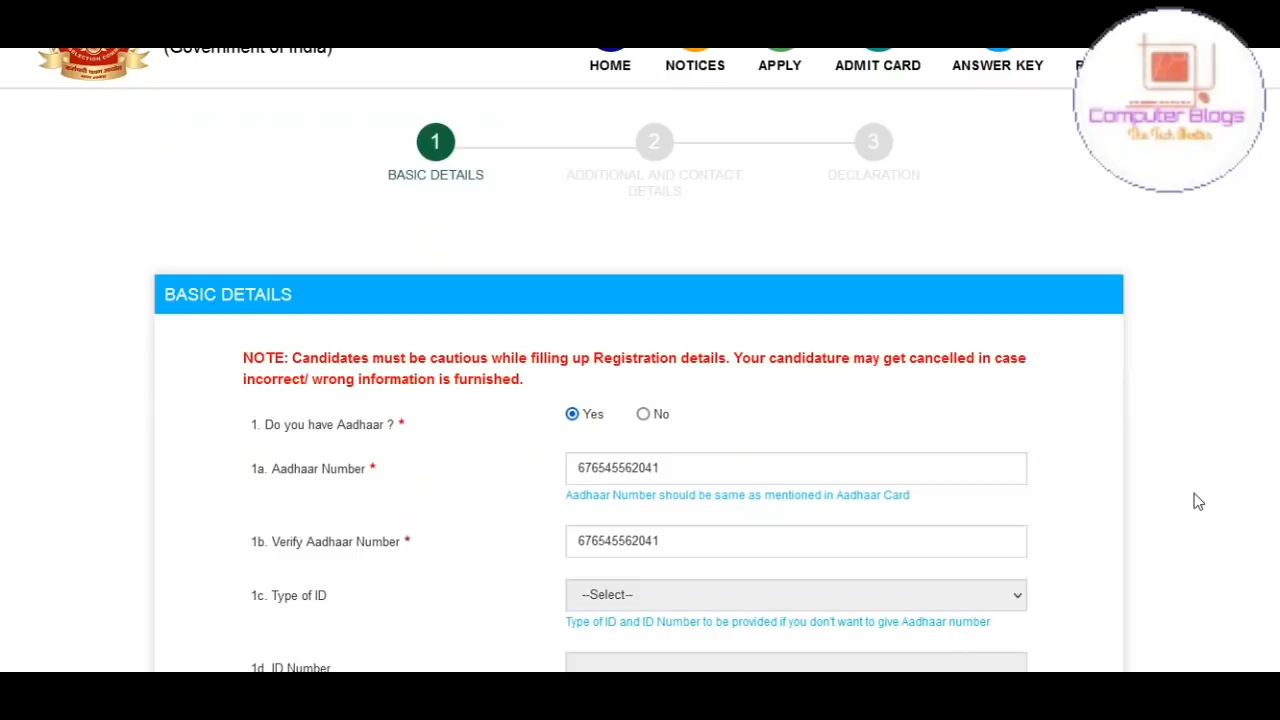 (Government of India)
HOME NOTICES APPLY ADMIT CARD ANSWER KEY
Computer Blogs
1 2 3
BASIC DETAILS ADDITIONAL AND CONTACT DETAILS DECLARATION
BASIC DETAILS
NOTE: Candidates must be cautious while filling up Registration details. Your candidature may get cancelled in case
incorrect/ wrong information is furnished.
1. Do you have Aadhaar ? * Yes No
1a. Aadhaar Number * 676545562041
Aadhaar Number should be same as mentioned in Aadhaar Card
1b. Verify Aadhaar Number * 676545562041
1c. Type of ID --Select--
Type of ID and ID Number to be provided if you don't want to give Aadhaar number
1d. ID Number